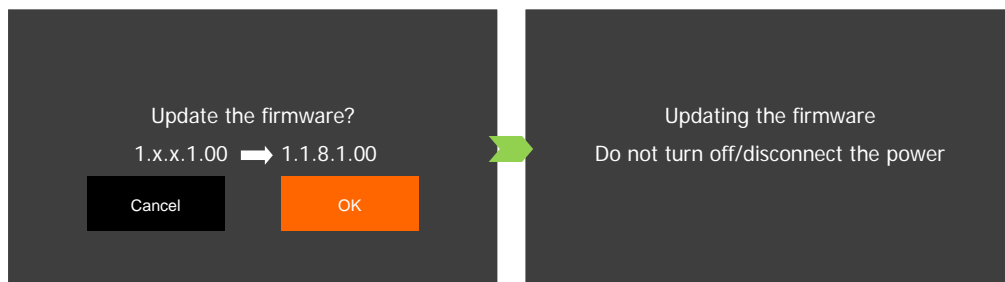 Update the firmware?
1.x.x.1.00 1.1.8.1.00
Cancel OK
Updating the firmware
Do not turn off/disconnect the power